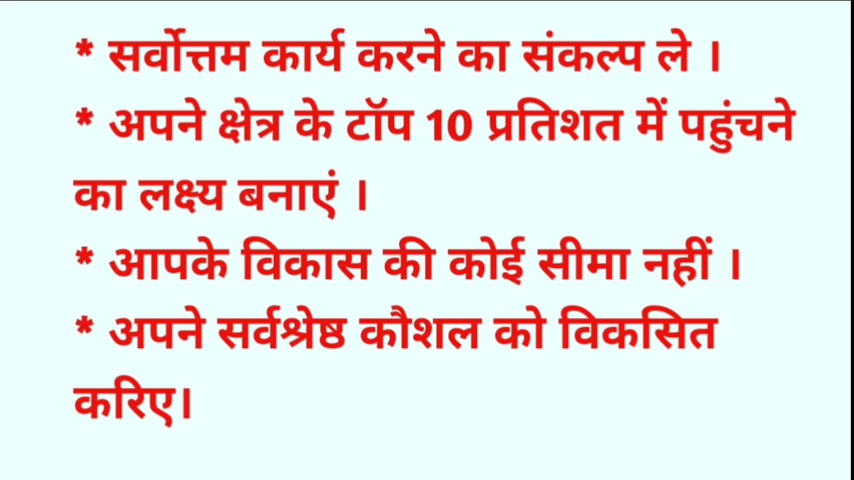 * सर्वोत्तम कार्य करने का संकल्प ले ।
* अपने क्षेत्र के टॉप 10 प्रतिशत में पहुंचने
का लक्ष्य बनाएं ।
* आपके विकास की कोई सीमा नहीं ।
* अपने सर्वश्रेष्ठ कौशल को विकसित
करिए।